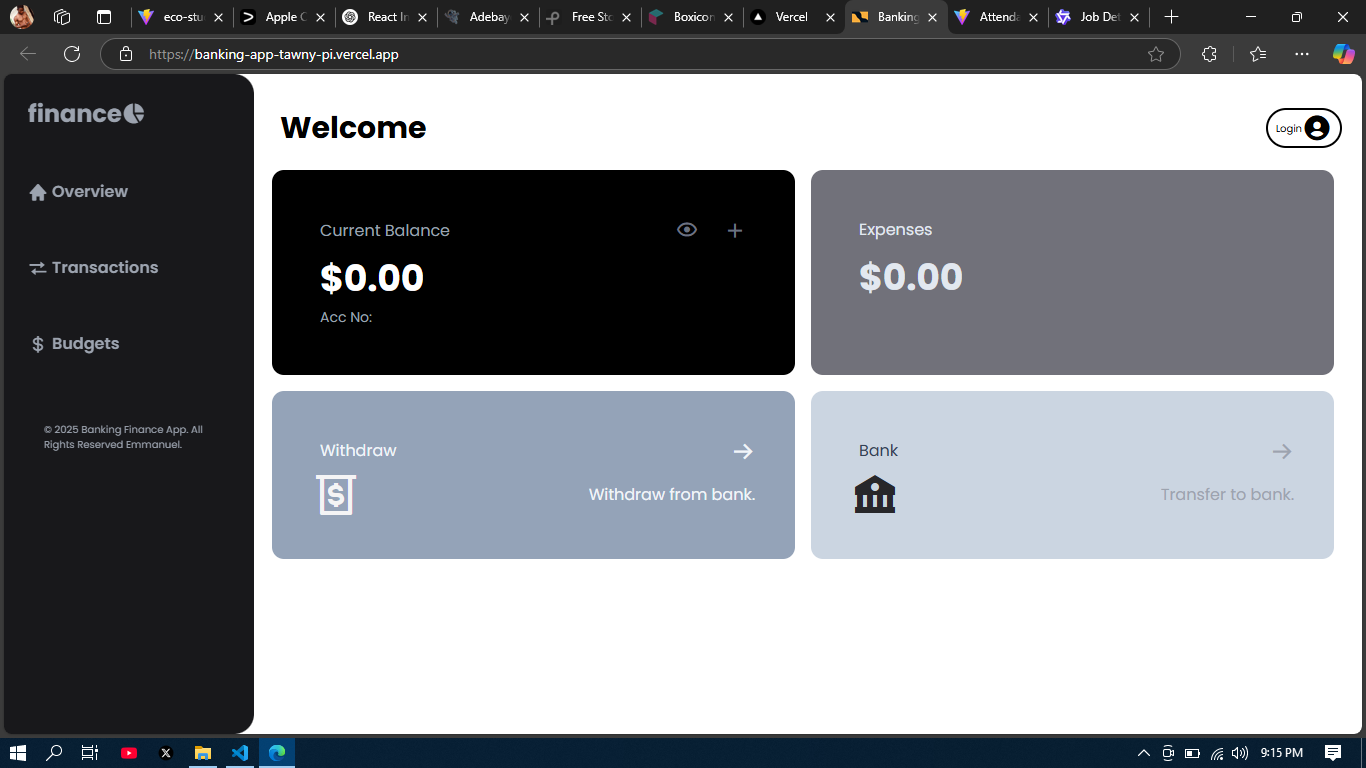 eco-stu
Apple C
React In
Adebay
Free Sto
Boxicor
Vercel
Banking
Attenda
Job Det
https://banking-app-tawny-pi.vercel.app
finance
Overview
Transactions
$ Budgets
© 2025 Banking Finance App. All
Rights Reserved Emmanuel.
Welcome
Login
Current Balance
$0.00
Acc No:
Expenses
$0.00
Withdraw
$
Withdraw from bank.
Bank
Transfer to bank.
9:15 PM